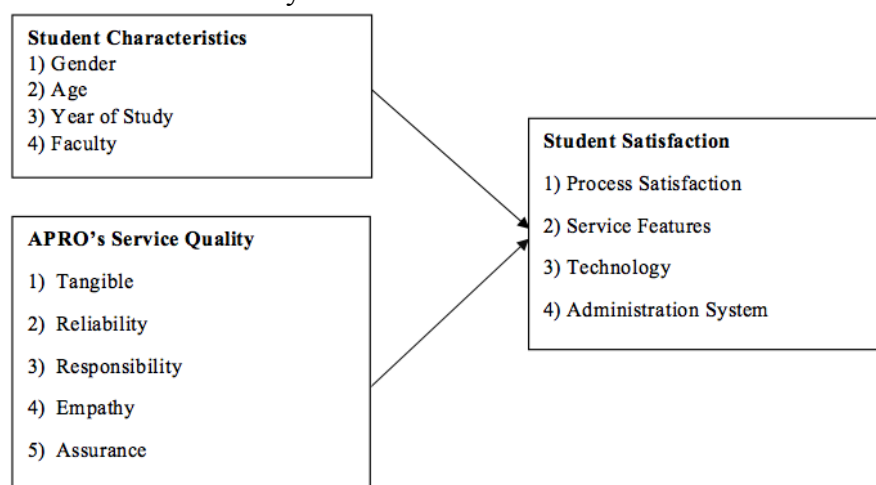 Student Characteristics
1) Gender
2) Age
3) Year of Study
4) Faculty
APRO's Service Quality
1) Tangible
2) Reliability
3) Responsibility
4) Empathy
5) Assurance
Student Satisfaction
1) Process Satisfaction
2) Service Features
3) Technology
4) Administration System